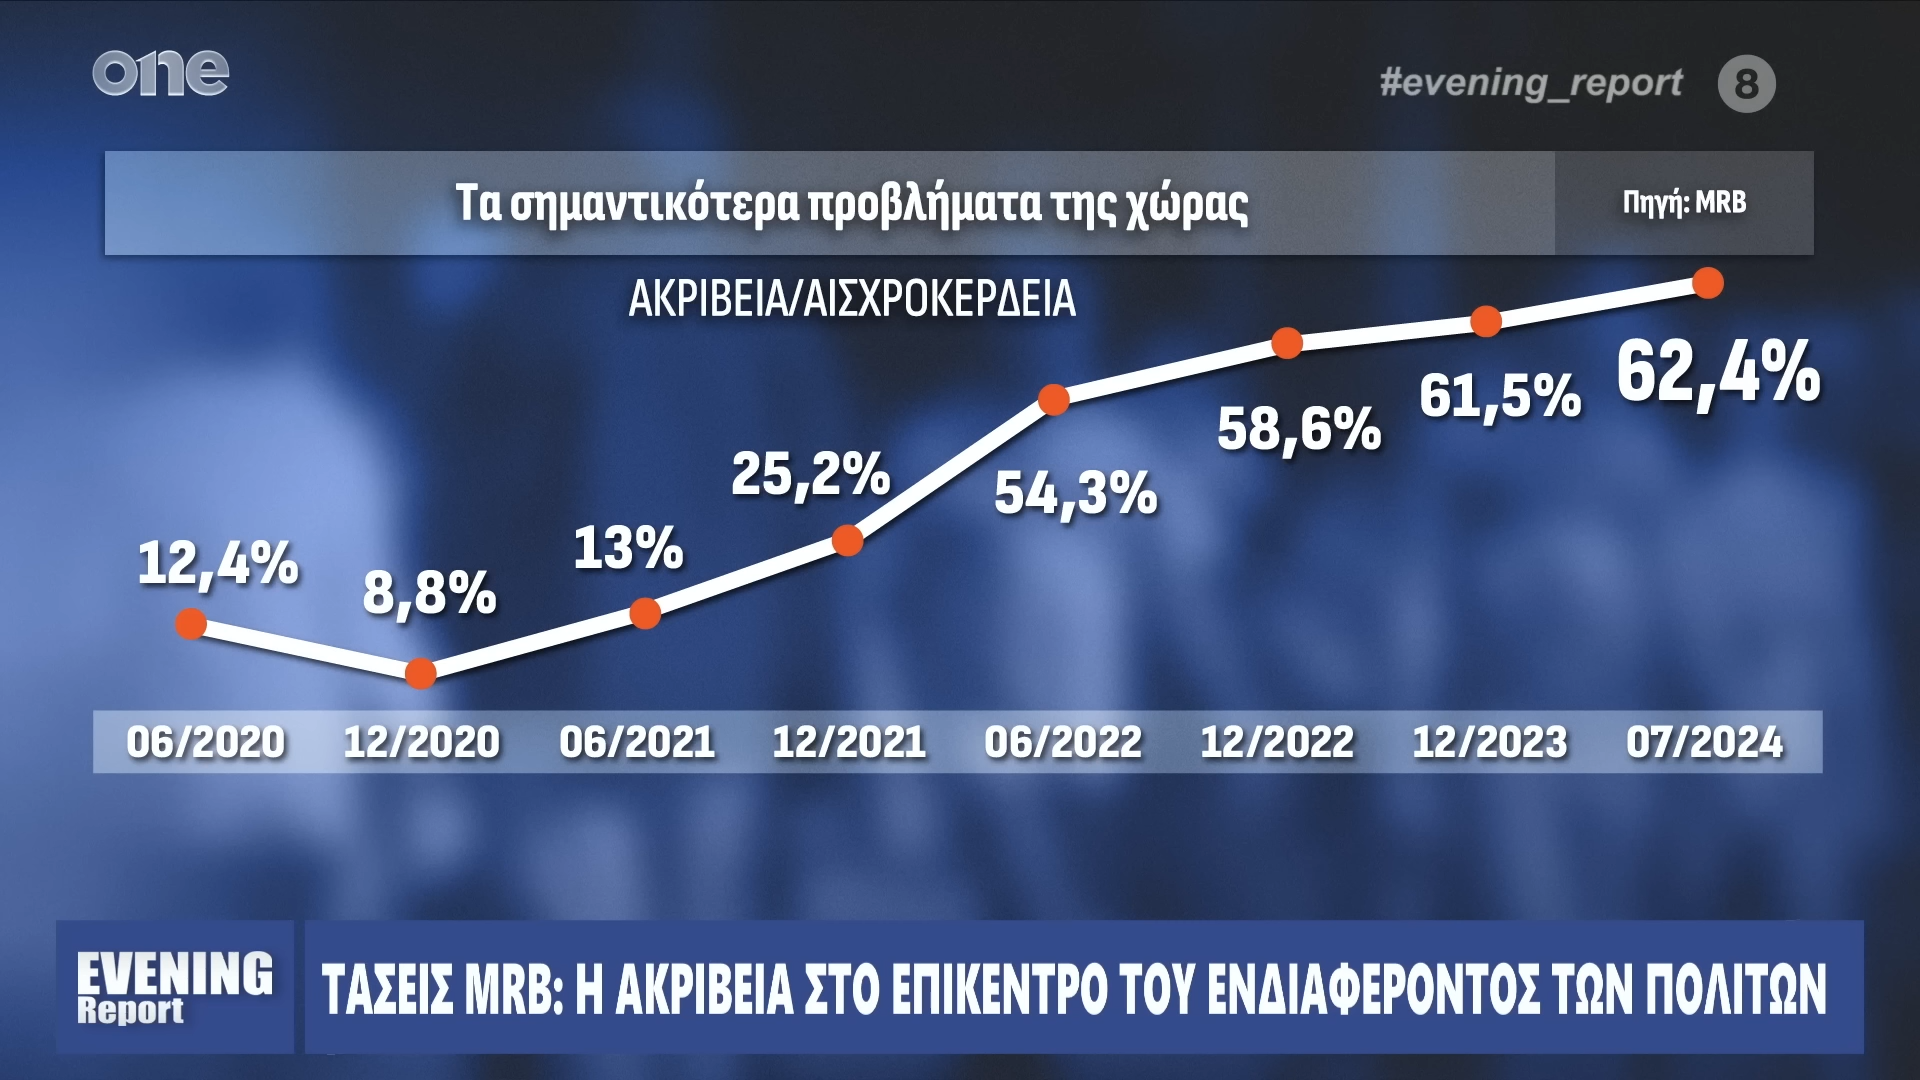 one
#evening_report 8
Τα σημαντικότερα προβλήματα της χώρας
Πηγή: MRB
ΑΚΡΙΒΕΙΑ/ΑΙΣΧΡΟΚΕΡΔΕΙΑ
12,4%
8,8%
13%
25,2%
54,3%
58,6%
61,5%
62,4%
06/2020 12/2020 06/2021 12/2021 06/2022 12/2022 12/2023 07/2024
EVENING
Report
ΤΑΣΕΙΣ MRB: Η ΑΚΡΙΒΕΙΑ ΣΤΟ ΕΠΙΚΕΝΤΡΟ ΤΟΥ ΕΝΔΙΑΦΕΡΟΝΤΟΣ ΤΩΝ ΠΟΛΙΤΩΝ